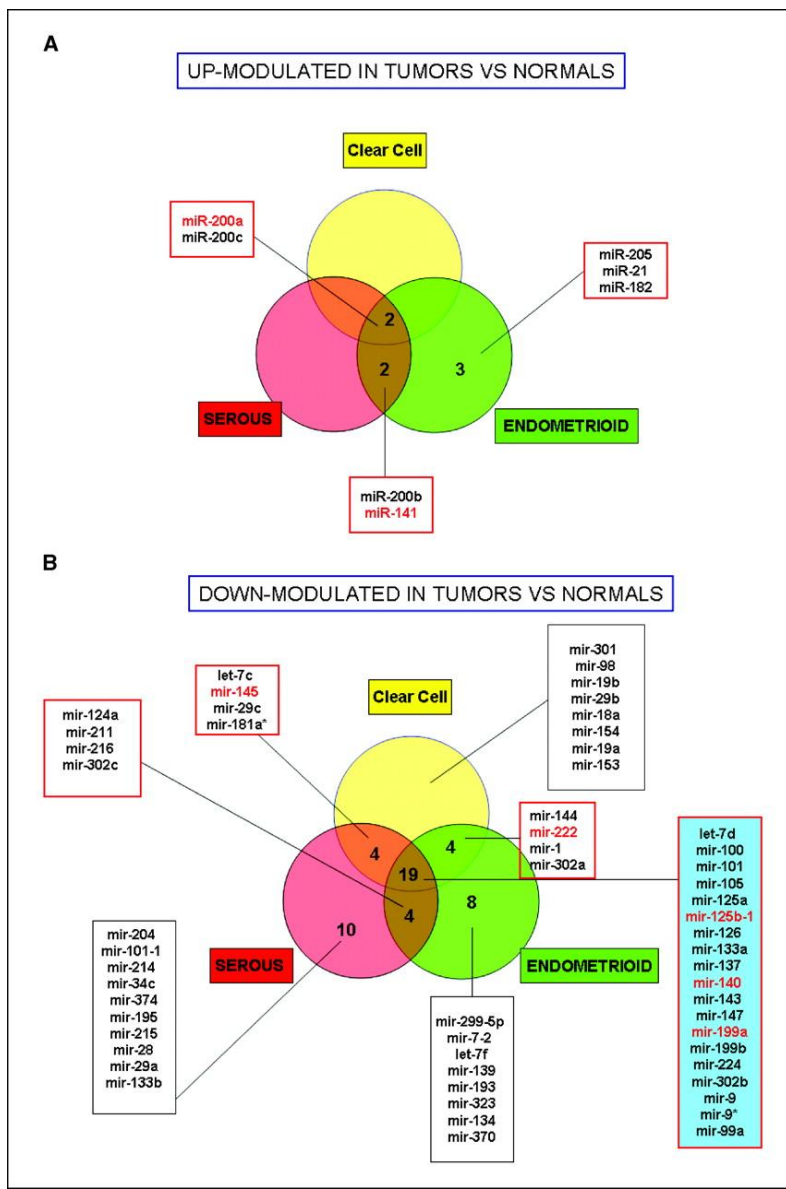 A
UP-MODULATED IN TUMORS VS NORMALS
Clear Cell
miR-200a
miR-200c
miR-205
miR-21
miR-182
2
2
3
SEROUS
ENDOMETRIOID
miR-200b
miR-141
B
DOWN-MODULATED IN TUMORS VS NORMALS
mir-301
mir-98
mir-19b
mir-29b
mir-18a
mir-154
mir-19a
mir-153
let-7c
mir-145
mir-29c
mir-181a*
Clear Cell
mir-124a
mir-211
mir-216
mir-302c
mir-144
mir-222
mir-1
mir-302a
4
4
19
4
10
8
let-7d
mir-100
mir-101
mir-105
mir-125a
mir-125b-1
mir-126
mir-133a
mir-137
mir-140
mir-143
mir-147
mir-199a
mir-199b
mir-224
mir-302b
mir-9
mir-9*
mir-99a
mir-204
mir-101-1
mir-214
mir-34c
mir-374
mir-195
mir-215
mir-28
mir-29a
mir-133b
SEROUS
ENDOMETRIOID
mir-299-5p
mir-7-2
let-7f
mir-139
mir-193
mir-323
mir-134
mir-370